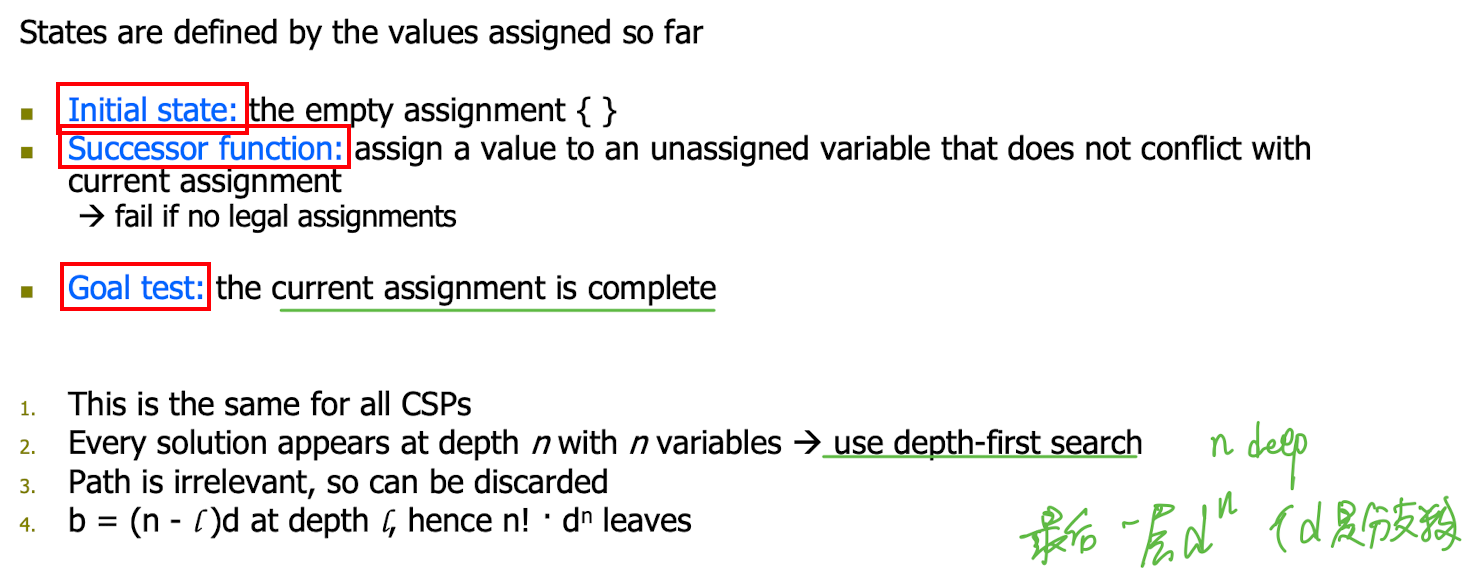 States are defined by the values assigned so far
▪ Initial state: the empty assignment { }
▪ Successor function: assign a value to an unassigned variable that does not conflict with
current assignment
→ fail if no legal assignments
▪ Goal test: the current assignment is complete
1. This is the same for all CSPs
2. Every solution appears at depth n with n variables → use depth-first search
n deep
3. Path is irrelevant, so can be discarded
4. b = (n - l)d at depth l, hence n! · dⁿ leaves
最后一层dⁿ (d是分支数)